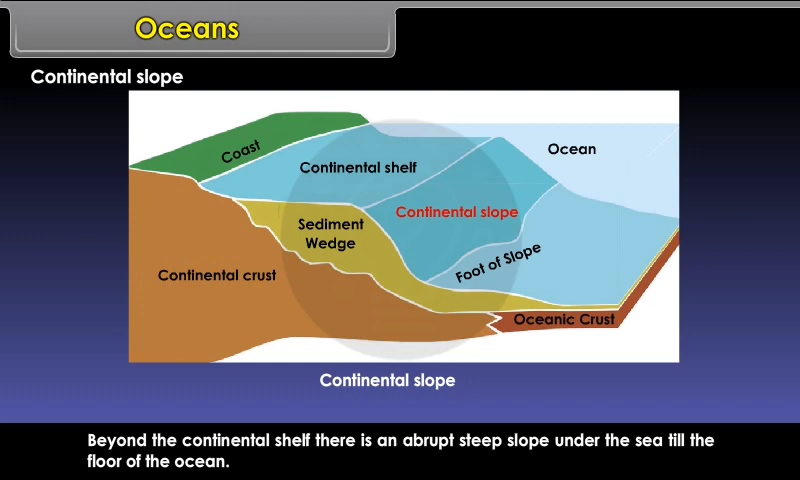 Oceans
Continental slope
Coast
Continental shelf
Ocean
Continental slope
Sediment
Wedge
Foot of Slope
Continental crust
Oceanic Crust
Continental slope
Beyond the continental shelf there is an abrupt steep slope under the sea till the
floor of the ocean.